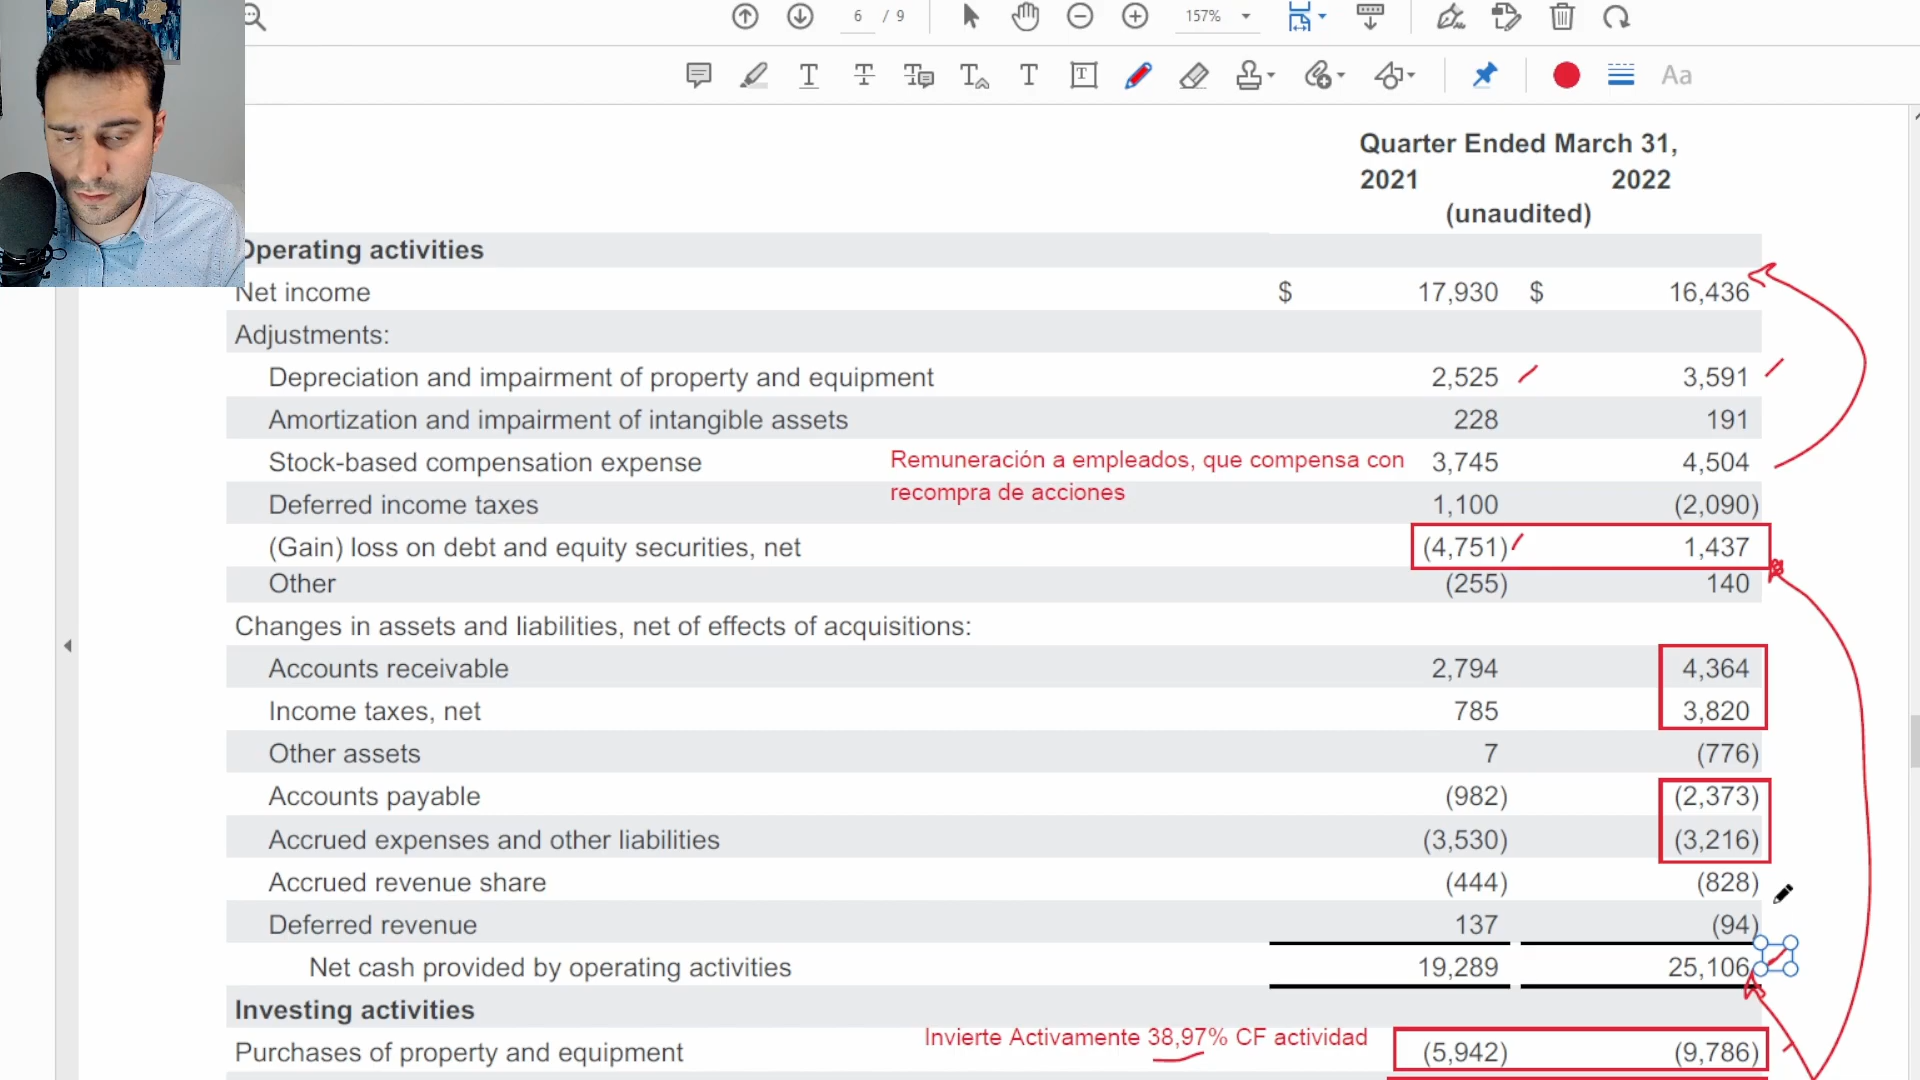 6 / 9
157%
Aa
Quarter Ended March 31,
2021 2022
(unaudited)
Operating activities
Net income $ 17,930 $ 16,436
Adjustments:
Depreciation and impairment of property and equipment 2,525 3,591
Amortization and impairment of intangible assets 228 191
Stock-based compensation expense Remuneración a empleados, que compensa con 3,745 4,504
recompra de acciones
Deferred income taxes 1,100 (2,090)
(Gain) loss on debt and equity securities, net (4,751) 1,437
Other (255) 140
Changes in assets and liabilities, net of effects of acquisitions:
Accounts receivable 2,794 4,364
Income taxes, net 785 3,820
Other assets 7 (776)
Accounts payable (982) (2,373)
Accrued expenses and other liabilities (3,530) (3,216)
Accrued revenue share (444) (828)
Deferred revenue 137 (94)
Net cash provided by operating activities 19,289 25,106
Investing activities
Invierte Activamente 38,97% CF actividad
Purchases of property and equipment (5,942) (9,786)